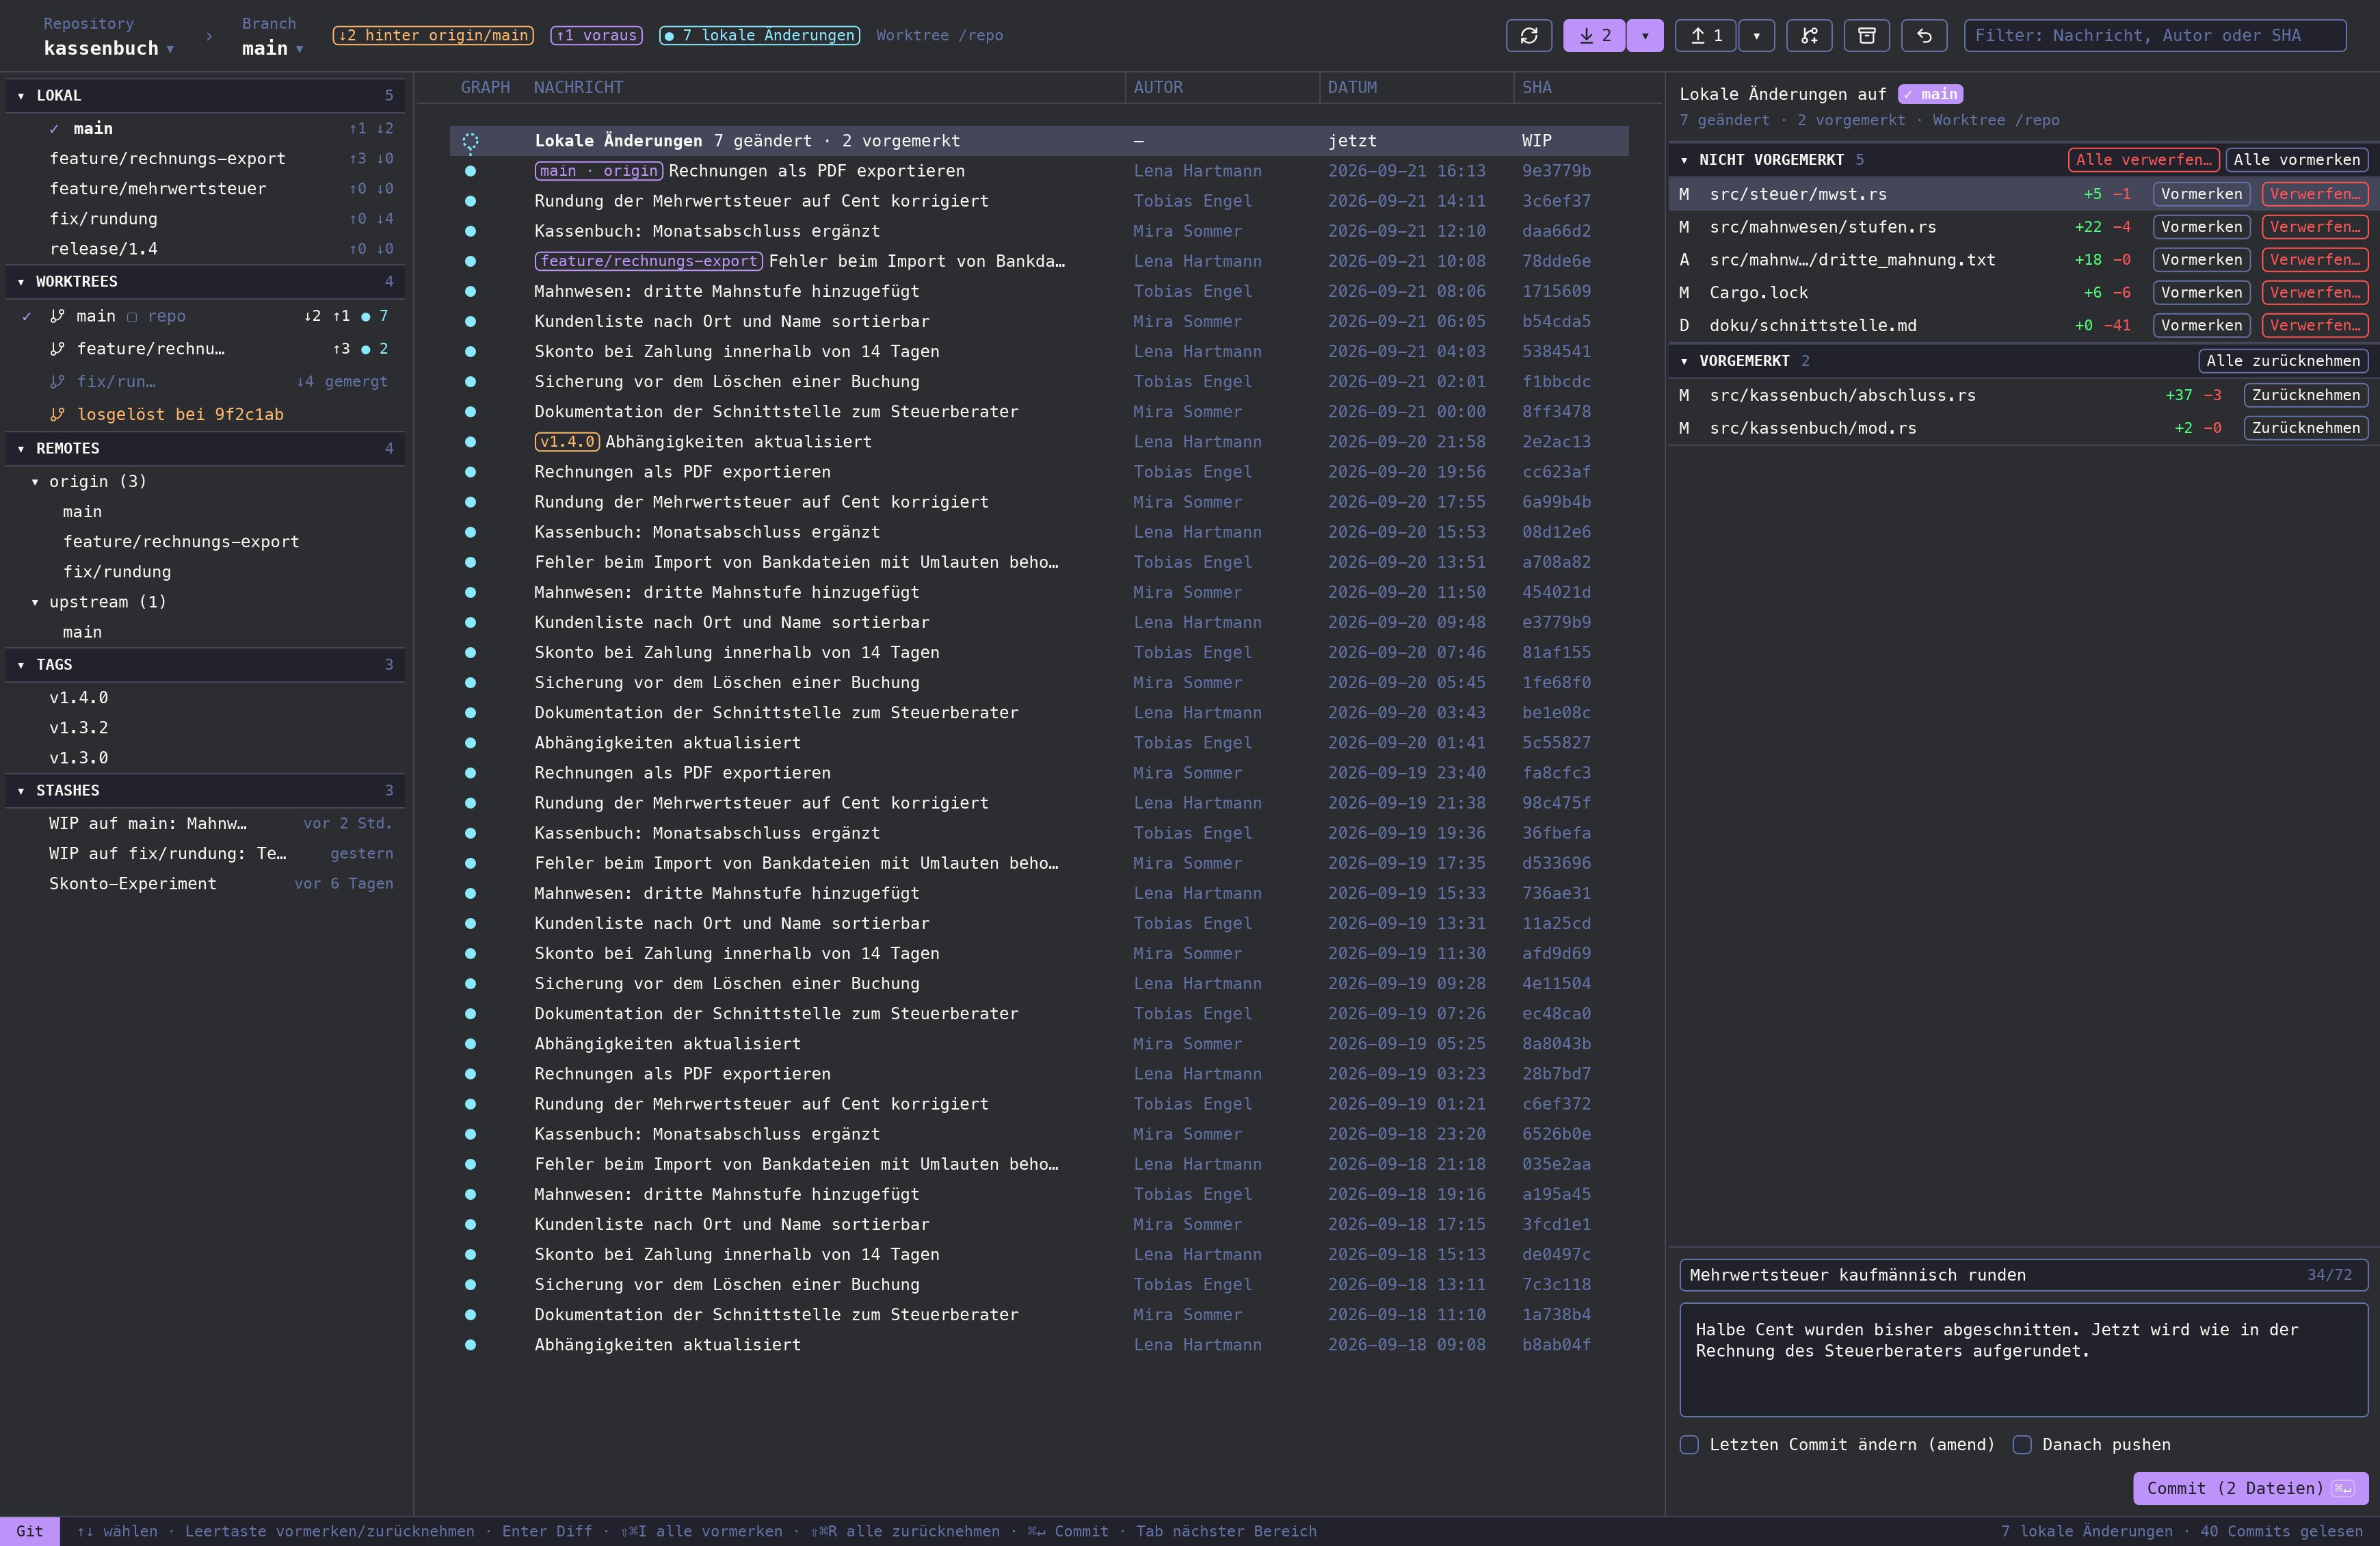 Repository
kassenbuch ▾
›
Branch
main ▾
↓2 hinter origin/main
↑1 voraus
● 7 lokale Änderungen
Worktree /repo
2 ▾
1 ▾
Filter: Nachricht, Autor oder SHA
▾ LOKAL 5
✓ main ↑1 ↓2
feature/rechnungs-export ↑3 ↓0
feature/mehrwertsteuer ↑0 ↓0
fix/rundung ↑0 ↓4
release/1.4 ↑0 ↓0
▾ WORKTREES 4
✓ main ▢ repo ↓2 ↑1 ● 7
feature/rechnu… ↑3 ● 2
fix/run… ↓4 gemergt
losgelöst bei 9f2c1ab
▾ REMOTES 4
▾ origin (3)
main
feature/rechnungs-export
fix/rundung
▾ upstream (1)
main
▾ TAGS 3
v1.4.0
v1.3.2
v1.3.0
▾ STASHES 3
WIP auf main: Mahnw… vor 2 Std.
WIP auf fix/rundung: Te… gestern
Skonto-Experiment vor 6 Tagen
GRAPH NACHRICHT AUTOR DATUM SHA
Lokale Änderungen 7 geändert · 2 vorgemerkt — jetzt WIP
main · origin Rechnungen als PDF exportieren Lena Hartmann 2026-09-21 16:13 9e3779b
Rundung der Mehrwertsteuer auf Cent korrigiert Tobias Engel 2026-09-21 14:11 3c6ef37
Kassenbuch: Monatsabschluss ergänzt Mira Sommer 2026-09-21 12:10 daa66d2
feature/rechnungs-export Fehler beim Import von Bankda… Lena Hartmann 2026-09-21 10:08 78dde6e
Mahnwesen: dritte Mahnstufe hinzugefügt Tobias Engel 2026-09-21 08:06 1715609
Kundenliste nach Ort und Name sortierbar Mira Sommer 2026-09-21 06:05 b54cda5
Skonto bei Zahlung innerhalb von 14 Tagen Lena Hartmann 2026-09-21 04:03 5384541
Sicherung vor dem Löschen einer Buchung Tobias Engel 2026-09-21 02:01 f1bbcdc
Dokumentation der Schnittstelle zum Steuerberater Mira Sommer 2026-09-21 00:00 8ff3478
v1.4.0 Abhängigkeiten aktualisiert Lena Hartmann 2026-09-20 21:58 2e2ac13
Rechnungen als PDF exportieren Tobias Engel 2026-09-20 19:56 cc623af
Rundung der Mehrwertsteuer auf Cent korrigiert Mira Sommer 2026-09-20 17:55 6a99b4b
Kassenbuch: Monatsabschluss ergänzt Lena Hartmann 2026-09-20 15:53 08d12e6
Fehler beim Import von Bankdateien mit Umlauten beho… Tobias Engel 2026-09-20 13:51 a708a82
Mahnwesen: dritte Mahnstufe hinzugefügt Mira Sommer 2026-09-20 11:50 454021d
Kundenliste nach Ort und Name sortierbar Lena Hartmann 2026-09-20 09:48 e3779b9
Skonto bei Zahlung innerhalb von 14 Tagen Tobias Engel 2026-09-20 07:46 81af155
Sicherung vor dem Löschen einer Buchung Mira Sommer 2026-09-20 05:45 1fe68f0
Dokumentation der Schnittstelle zum Steuerberater Lena Hartmann 2026-09-20 03:43 be1e08c
Abhängigkeiten aktualisiert Tobias Engel 2026-09-20 01:41 5c55827
Rechnungen als PDF exportieren Mira Sommer 2026-09-19 23:40 fa8cfc3
Rundung der Mehrwertsteuer auf Cent korrigiert Lena Hartmann 2026-09-19 21:38 98c475f
Kassenbuch: Monatsabschluss ergänzt Tobias Engel 2026-09-19 19:36 36fbefa
Fehler beim Import von Bankdateien mit Umlauten beho… Mira Sommer 2026-09-19 17:35 d533696
Mahnwesen: dritte Mahnstufe hinzugefügt Lena Hartmann 2026-09-19 15:33 736ae31
Kundenliste nach Ort und Name sortierbar Tobias Engel 2026-09-19 13:31 11a25cd
Skonto bei Zahlung innerhalb von 14 Tagen Mira Sommer 2026-09-19 11:30 afd9d69
Sicherung vor dem Löschen einer Buchung Lena Hartmann 2026-09-19 09:28 4e11504
Dokumentation der Schnittstelle zum Steuerberater Tobias Engel 2026-09-19 07:26 ec48ca0
Abhängigkeiten aktualisiert Mira Sommer 2026-09-19 05:25 8a8043b
Rechnungen als PDF exportieren Lena Hartmann 2026-09-19 03:23 28b7bd7
Rundung der Mehrwertsteuer auf Cent korrigiert Tobias Engel 2026-09-19 01:21 c6ef372
Kassenbuch: Monatsabschluss ergänzt Mira Sommer 2026-09-18 23:20 6526b0e
Fehler beim Import von Bankdateien mit Umlauten beho… Lena Hartmann 2026-09-18 21:18 035e2aa
Mahnwesen: dritte Mahnstufe hinzugefügt Tobias Engel 2026-09-18 19:16 a195a45
Kundenliste nach Ort und Name sortierbar Mira Sommer 2026-09-18 17:15 3fcd1e1
Skonto bei Zahlung innerhalb von 14 Tagen Lena Hartmann 2026-09-18 15:13 de0497c
Sicherung vor dem Löschen einer Buchung Tobias Engel 2026-09-18 13:11 7c3c118
Dokumentation der Schnittstelle zum Steuerberater Mira Sommer 2026-09-18 11:10 1a738b4
Abhängigkeiten aktualisiert Lena Hartmann 2026-09-18 09:08 b8ab04f
Lokale Änderungen auf ✓ main
7 geändert · 2 vorgemerkt · Worktree /repo
▾ NICHT VORGEMERKT 5 Alle verwerfen… Alle vormerken
M src/steuer/mwst.rs +5 −1 Vormerken Verwerfen…
M src/mahnwesen/stufen.rs +22 −4 Vormerken Verwerfen…
A src/mahnw…/dritte_mahnung.txt +18 −0 Vormerken Verwerfen…
M Cargo.lock +6 −6 Vormerken Verwerfen…
D doku/schnittstelle.md +0 −41 Vormerken Verwerfen…
▾ VORGEMERKT 2 Alle zurücknehmen
M src/kassenbuch/abschluss.rs +37 −3 Zurücknehmen
M src/kassenbuch/mod.rs +2 −0 Zurücknehmen
Mehrwertsteuer kaufmännisch runden 34/72
Halbe Cent wurden bisher abgeschnitten. Jetzt wird wie in der
Rechnung des Steuerberaters aufgerundet.
Letzten Commit ändern (amend) Danach pushen
Commit (2 Dateien) ⌘↵
Git ↑↓ wählen · Leertaste vormerken/zurücknehmen · Enter Diff · ⇧⌘I alle vormerken · ⇧⌘R alle zurücknehmen · ⌘↵ Commit · Tab nächster Bereich
7 lokale Änderungen · 40 Commits gelesen